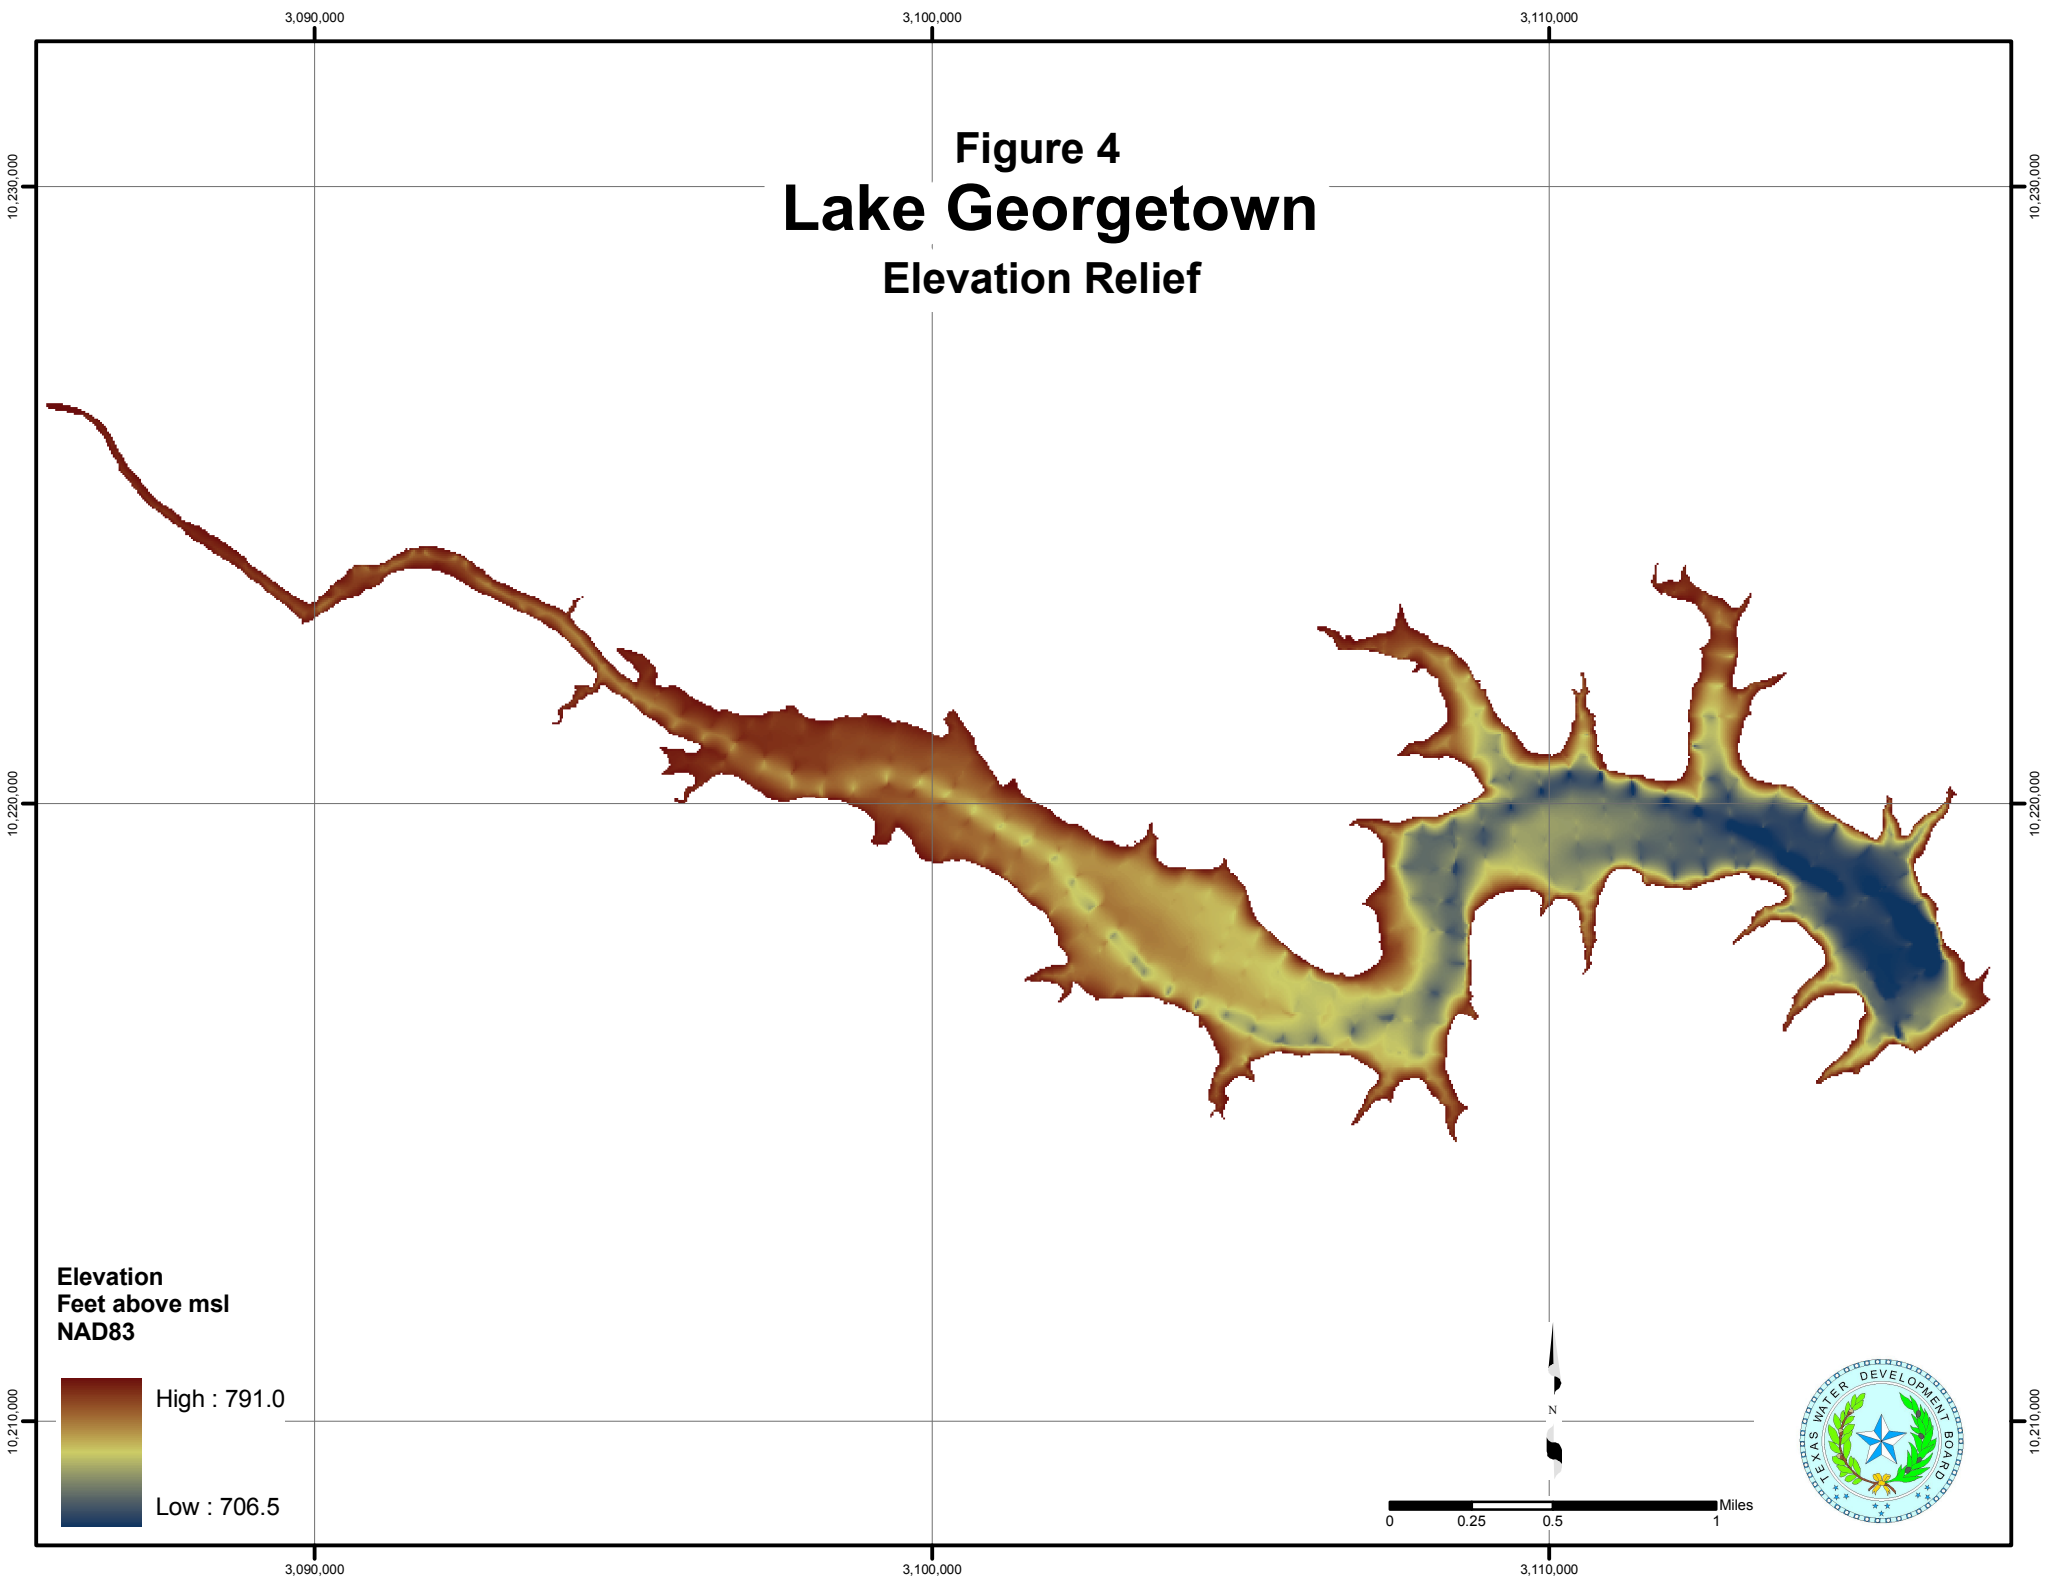 3,090,000
3,100,000
3,110,000
Figure 4
Lake Georgetown
Elevation Relief
10,230,000
10,230,000
10,220,000
10,220,000
Elevation
Feet above msl
NAD83
High : 791.0
Low : 706.5
10,210,000
10,210,000
N
Miles
0
0.25
0.5
1
TEXAS WATER DEVELOPMENT BOARD
3,090,000
3,100,000
3,110,000